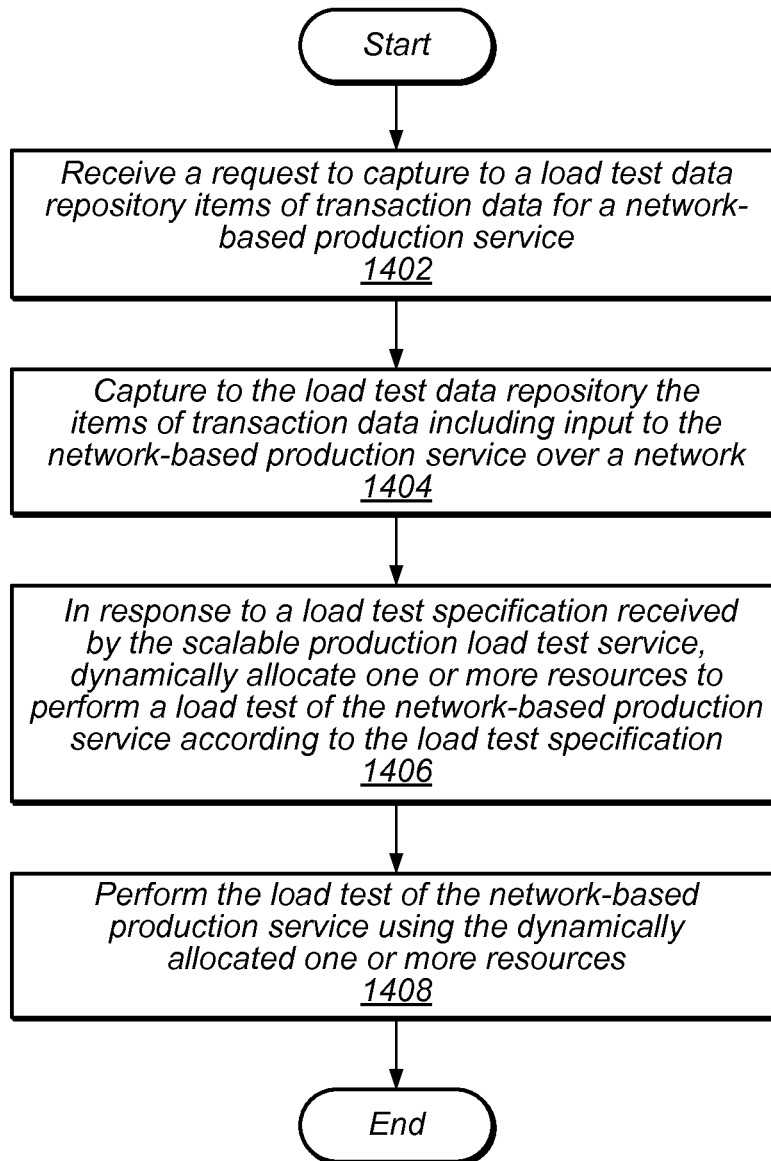 Start
Receive a request to capture to a load test data
repository items of transaction data for a network-
based production service
1402
Capture to the load test data repository the
items of transaction data including input to the
network-based production service over a network
1404
In response to a load test specification received
by the scalable production load test service,
dynamically allocate one or more resources to
perform a load test of the network-based production
service according to the load test specification
1406
Perform the load test of the network-based
production service using the dynamically
allocated one or more resources
1408
End